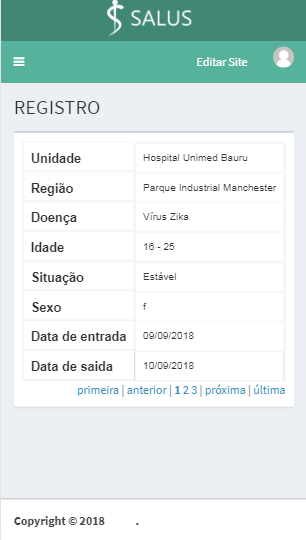 SALUS
Editar Site
REGISTRO
Unidade Hospital Unimed Bauru
Região Parque Industrial Manchester
Doença Vírus Zika
Idade 16 - 25
Situação Estável
Sexo f
Data de entrada 09/09/2018
Data de saida 10/09/2018
primeira | anterior | 1 2 3 | próxima | última
Copyright © 2018 .